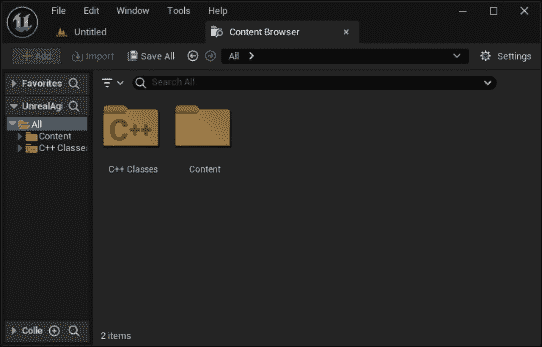 File Edit Window Tools Help
Untitled Content Browser
Add Import Save All All Settings
Favorites
Search All
UnrealAgi
All
Content
C++ Classes
C++
C++ Classes Content
Colle
2 items